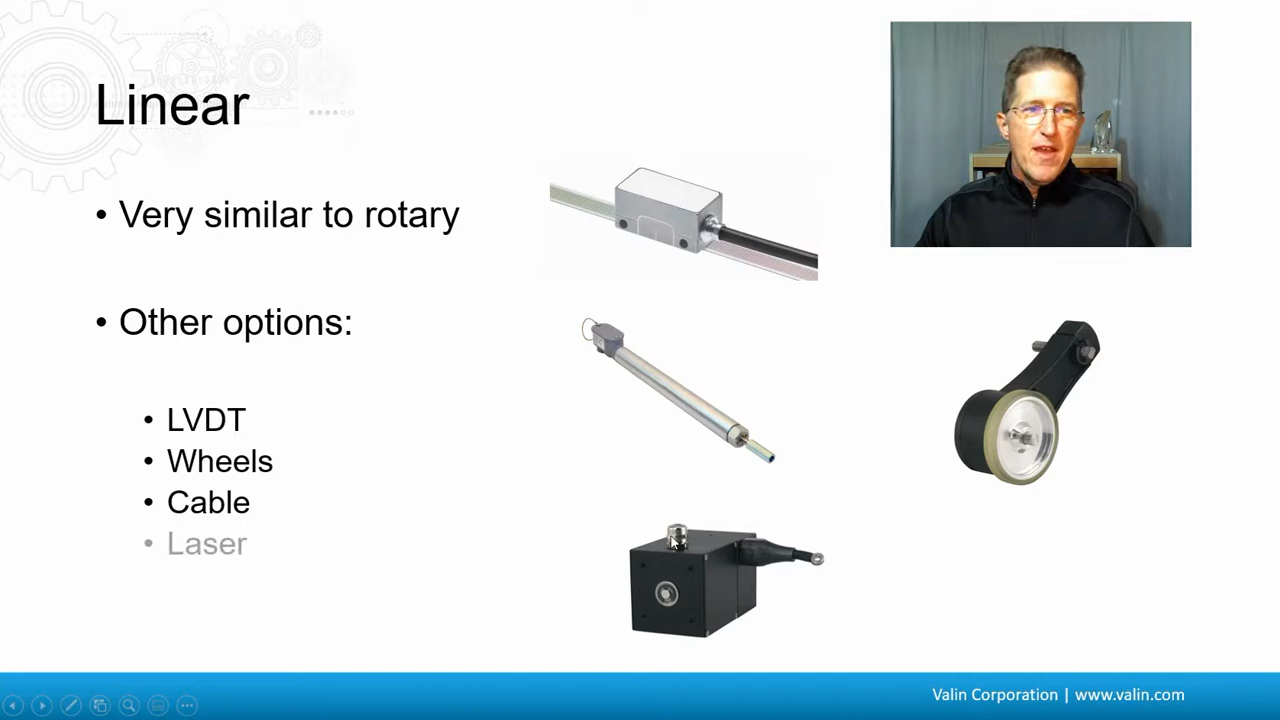 Linear
• Very similar to rotary
• Other options:
• LVDT
• Wheels
• Cable
• Laser
Valin Corporation | www.valin.com